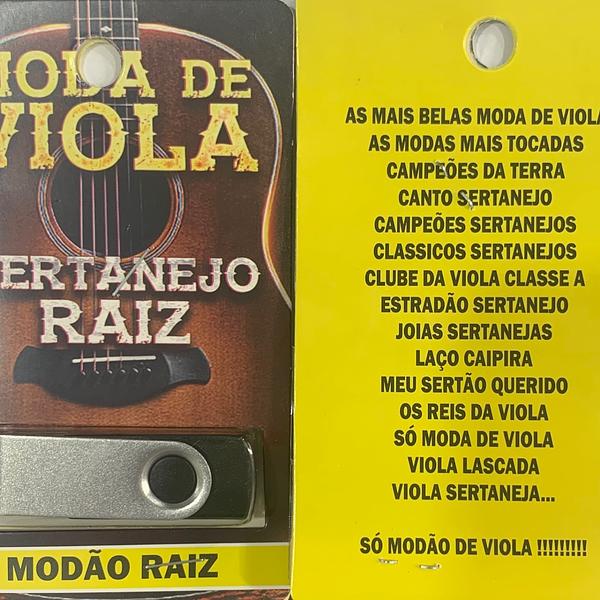 MODA DE
VIOLA
SERTANEJO
RAIZ
MODÃO RAIZ
AS MAIS BELAS MODA DE VIOLA
AS MODAS MAIS TOCADAS
CAMPEÕES DA TERRA
CANTO SERTANEJO
CAMPEÕES SERTANEJOS
CLASSICOS SERTANEJOS
CLUBE DA VIOLA CLASSE A
ESTRADÃO SERTANEJO
JOIAS SERTANEJAS
LAÇO CAIPIRA
MEU SERTÃO QUERIDO
OS REIS DA VIOLA
SÓ MODA DE VIOLA
VIOLA LASCADA
VIOLA SERTANEJA...
SÓ MODÃO DE VIOLA !!!!!!!!!